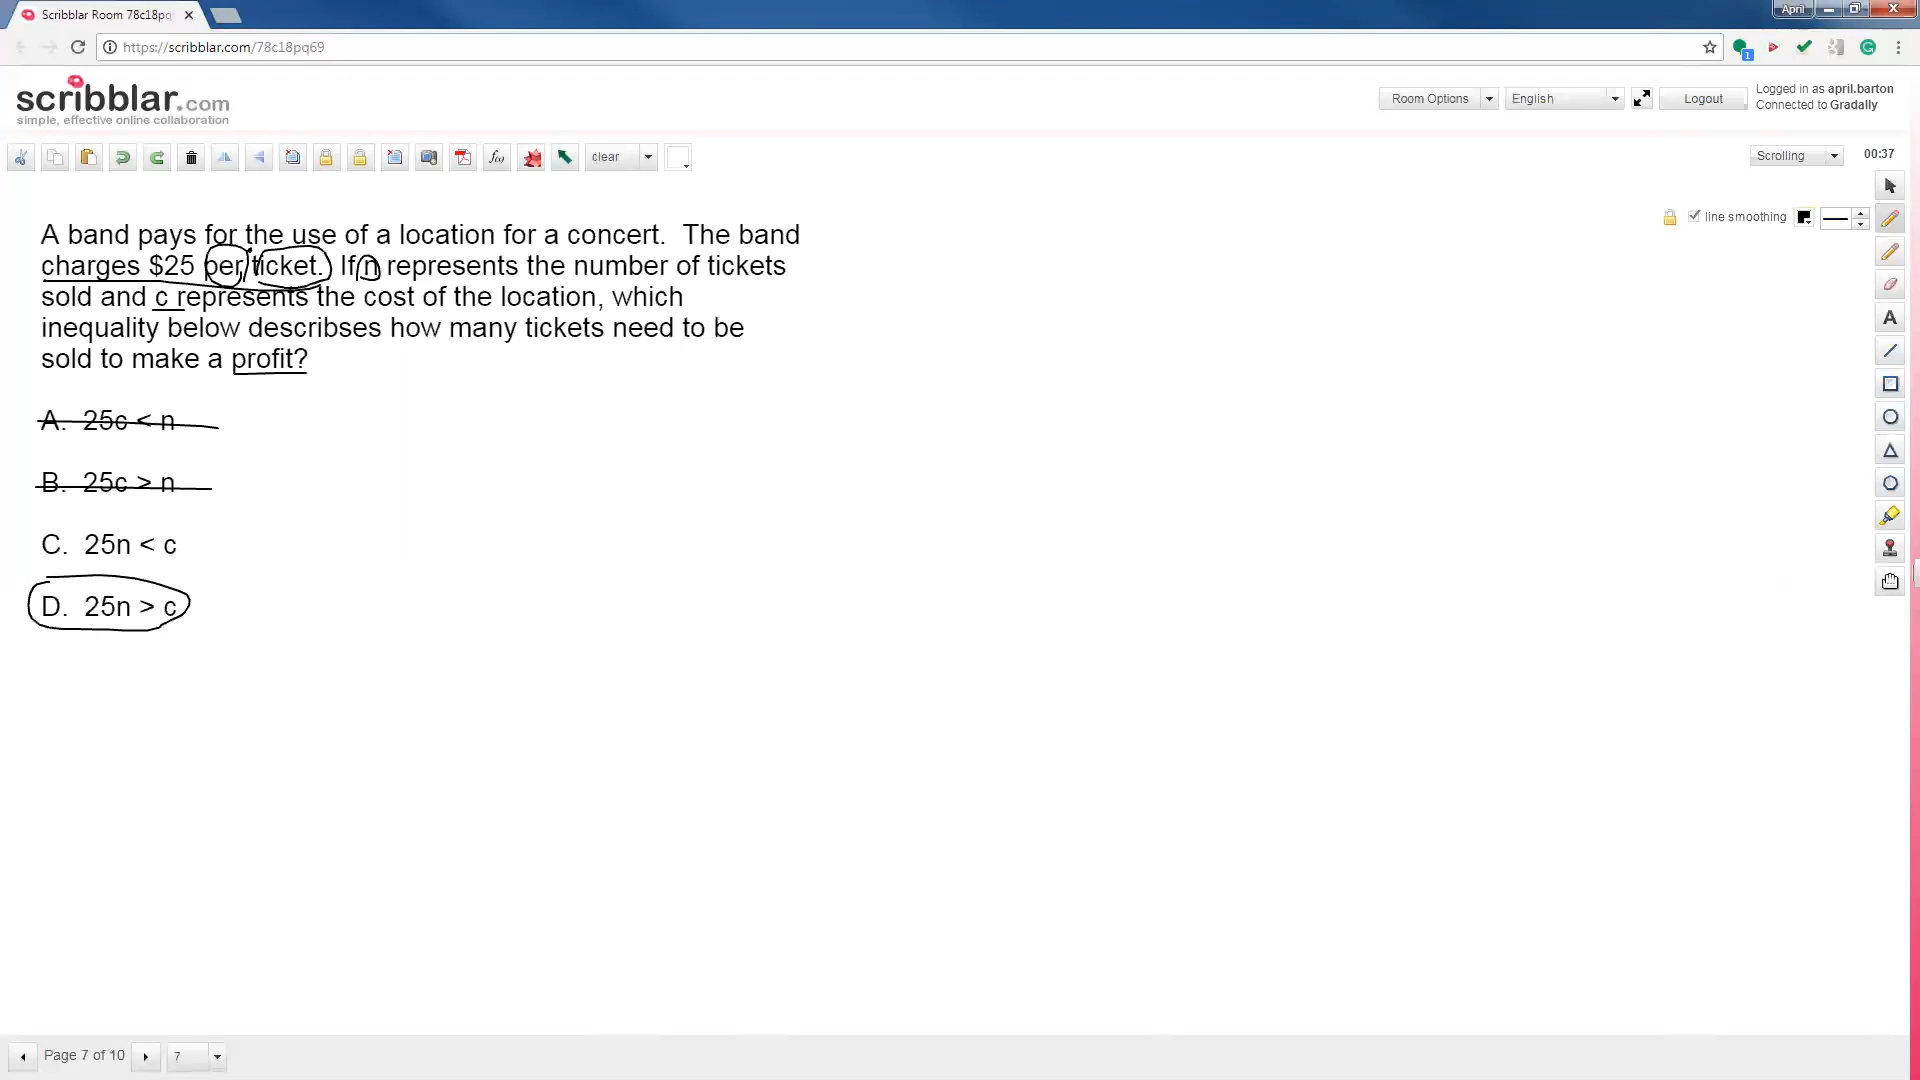 Scribblar Room 78c18pq
April
https://scribblar.com/78c18pq69
1
scribblar.com
simple, effective online collaboration
Room Options
English
Logout
Logged in as april.barton
Connected to Gradally
clear
Scrolling
00:37
line smoothing
A band pays for the use of a location for a concert. The band
charges $25 per ticket. If n represents the number of tickets
sold and c represents the cost of the location, which
inequality below describses how many tickets need to be
sold to make a profit?
A. 25c < n
B. 25c > n
C. 25n < c
D. 25n > c
A
Page 7 of 10
7